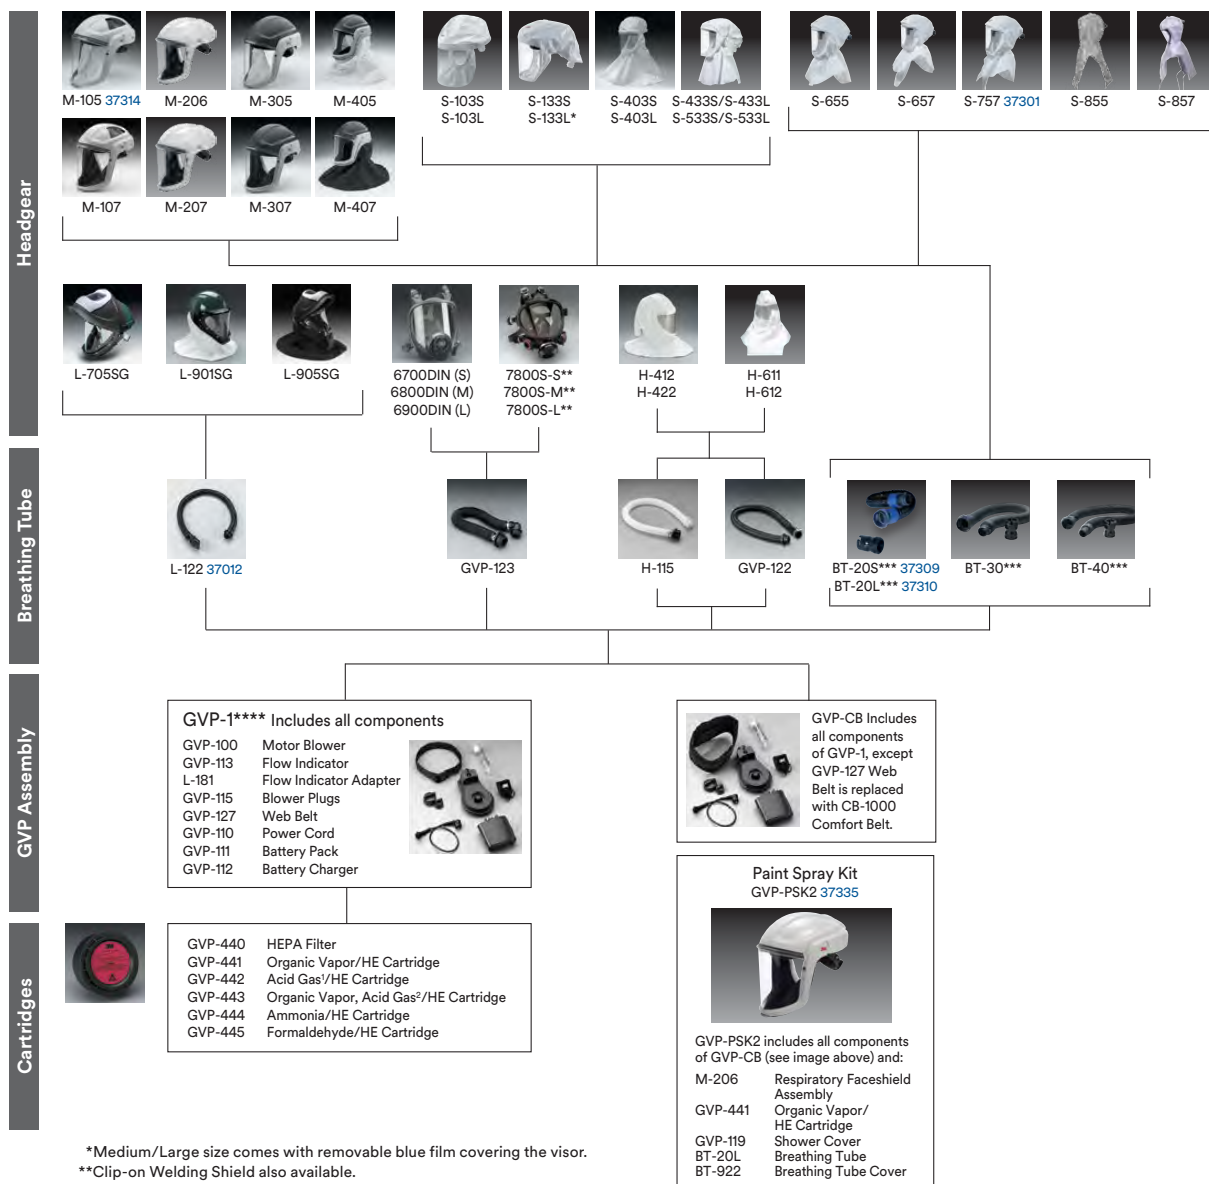 Headgear
M-105 37314
M-206
M-305
M-405
S-103S
S-103L
S-133S
S-133L*
S-403S
S-403L
S-433S/S-433L
S-533S/S-533L
S-655
S-657
S-757 37301
S-855
S-857
M-107
M-207
M-307
M-407
L-705SG
L-901SG
L-905SG
6700DIN (S)
6800DIN (M)
6900DIN (L)
7800S-S**
7800S-M**
7800S-L**
H-412
H-422
H-611
H-612
Breathing Tube
L-122 37012
GVP-123
H-115
GVP-122
BT-20S*** 37309
BT-20L*** 37310
BT-30***
BT-40***
GVP Assembly
GVP-1**** Includes all components
GVP-100 Motor Blower
GVP-113 Flow Indicator
L-181 Flow Indicator Adapter
GVP-115 Blower Plugs
GVP-127 Web Belt
GVP-110 Power Cord
GVP-111 Battery Pack
GVP-112 Battery Charger
GVP-CB Includes
all components
of GVP-1, except
GVP-127 Web
Belt is replaced
with CB-1000
Comfort Belt.
Cartridges
3M
GVP-440 HEPA Filter
GVP-441 Organic Vapor/HE Cartridge
GVP-442 Acid Gas¹/HE Cartridge
GVP-443 Organic Vapor, Acid Gas²/HE Cartridge
GVP-444 Ammonia/HE Cartridge
GVP-445 Formaldehyde/HE Cartridge
Paint Spray Kit
GVP-PSK2 37335
GVP-PSK2 includes all components
of GVP-CB (see image above) and:
M-206 Respiratory Faceshield
Assembly
GVP-441 Organic Vapor/
HE Cartridge
GVP-119 Shower Cover
BT-20L Breathing Tube
BT-922 Breathing Tube Cover
*Medium/Large size comes with removable blue film covering the visor.
**Clip-on Welding Shield also available.